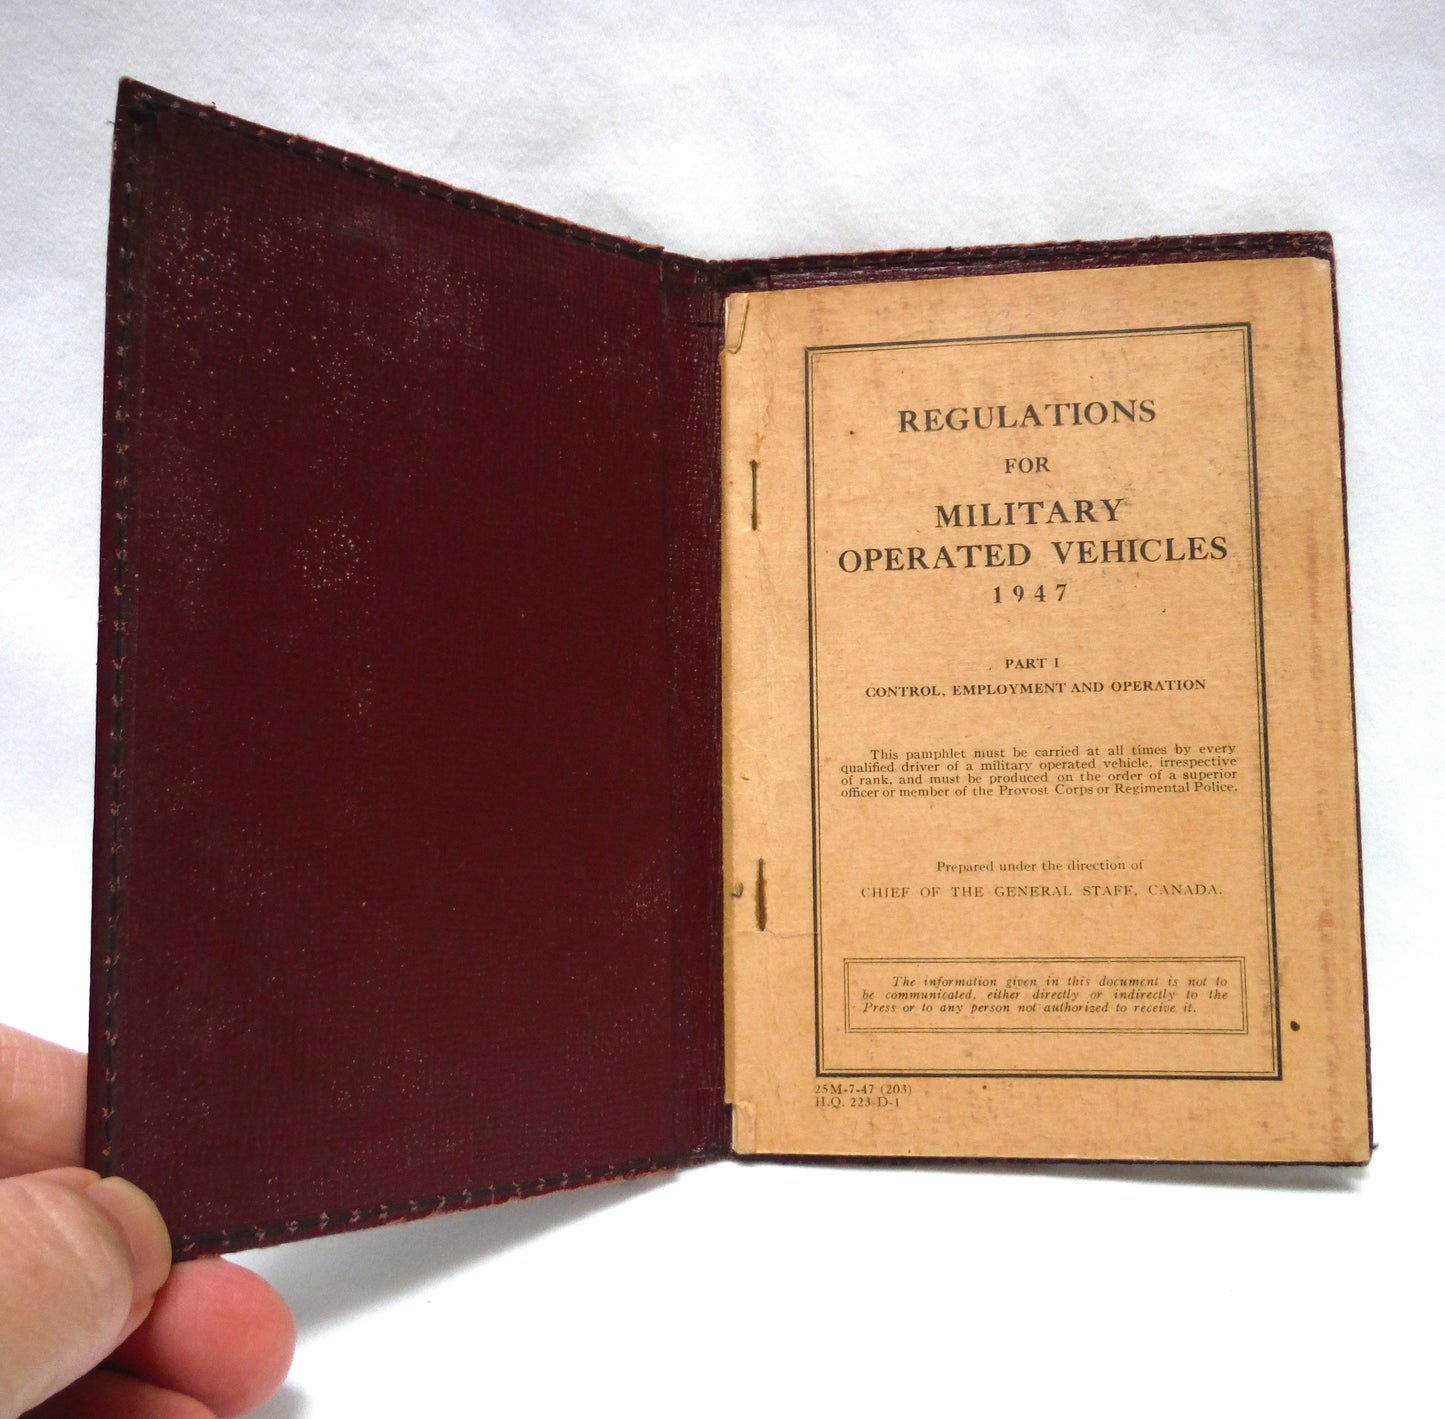 REGULATIONS
FOR
MILITARY
OPERATED VEHICLES
1947
PART I
CONTROL, EMPLOYMENT AND OPERATION
This pamphlet must be carried at all times by every
qualified driver of a military operated vehicle, irrespective
of rank, and must be produced on the order of a superior
officer or member of the Provost Corps or Regimental Police.
Prepared under the direction of
CHIEF OF THE GENERAL STAFF, CANADA.
The information given in this document is not to
be communicated, either directly or indirectly to the
Press or to any person not authorized to receive it.
25M-7-47 (203)
H.Q. 223-D-1